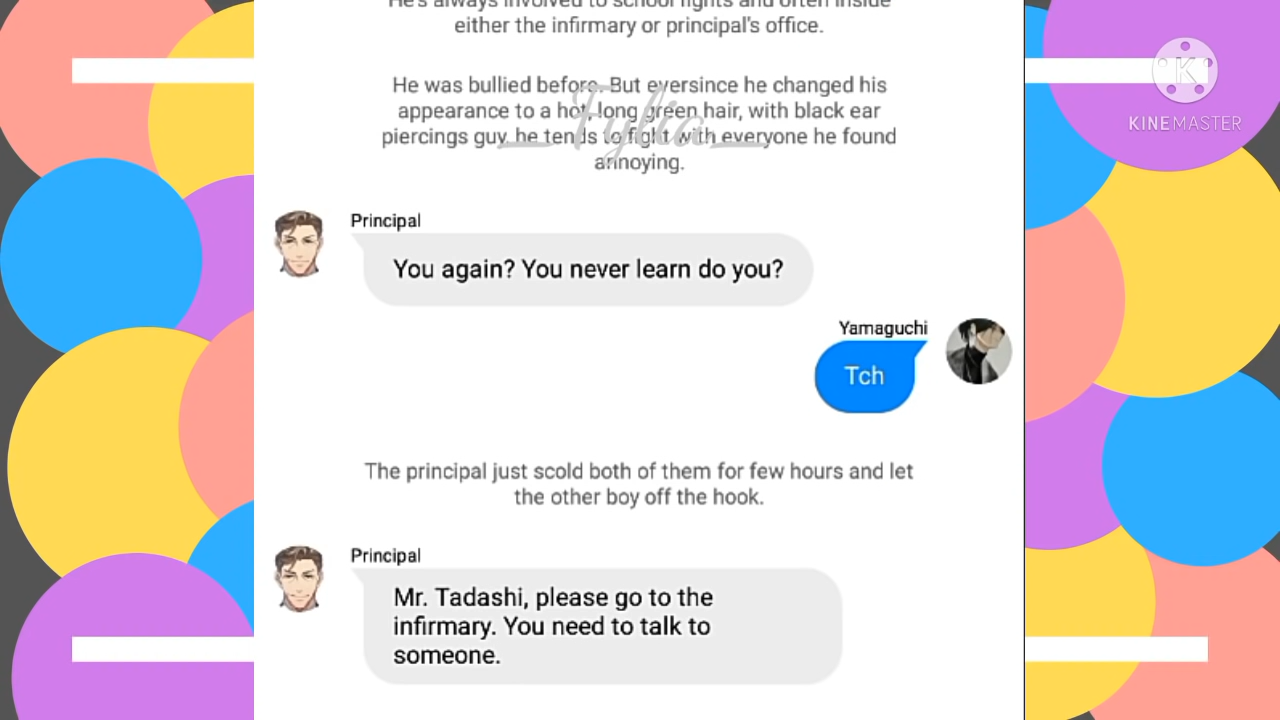 He's always involved to school fights and often inside
either the infirmary or principal's office.
He was bullied before. But eversince he changed his
appearance to a hot, long green hair, with black ear
piercings guy he tends to fight with everyone he found
annoying.
_Fylia_
K
KINEMASTER
Principal
You again? You never learn do you?
Yamaguchi
Tch
The principal just scold both of them for few hours and let
the other boy off the hook.
Principal
Mr. Tadashi, please go to the
infirmary. You need to talk to
someone.